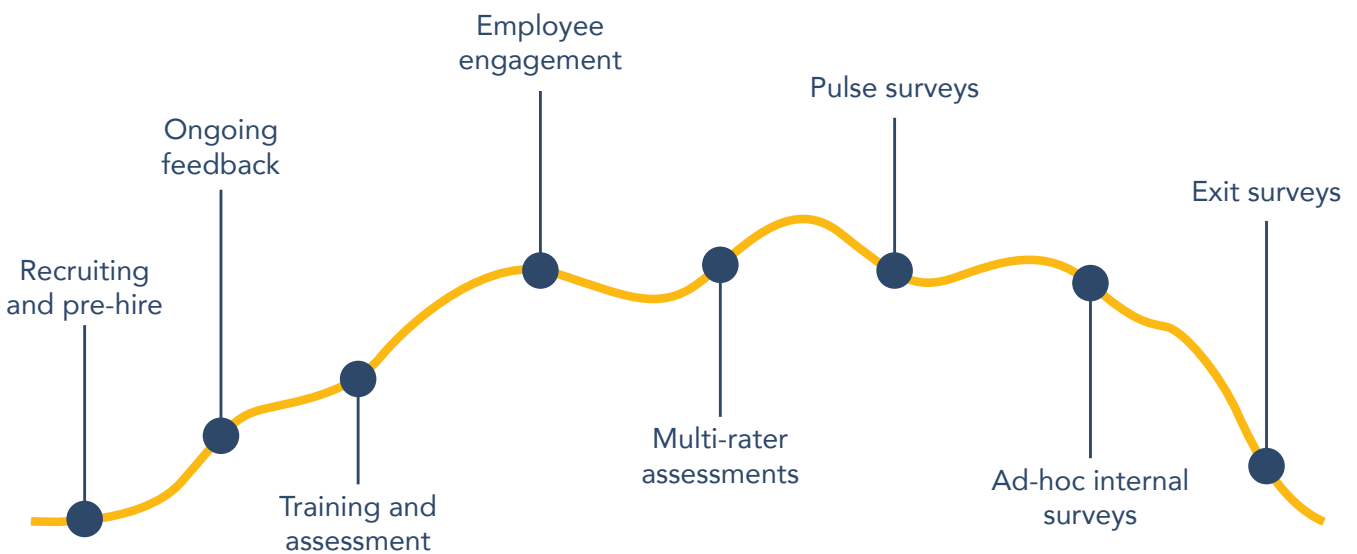 Recruiting
and pre-hire
Ongoing
feedback
Training and
assessment
Employee
engagement
Multi-rater
assessments
Pulse surveys
Ad-hoc internal
surveys
Exit surveys